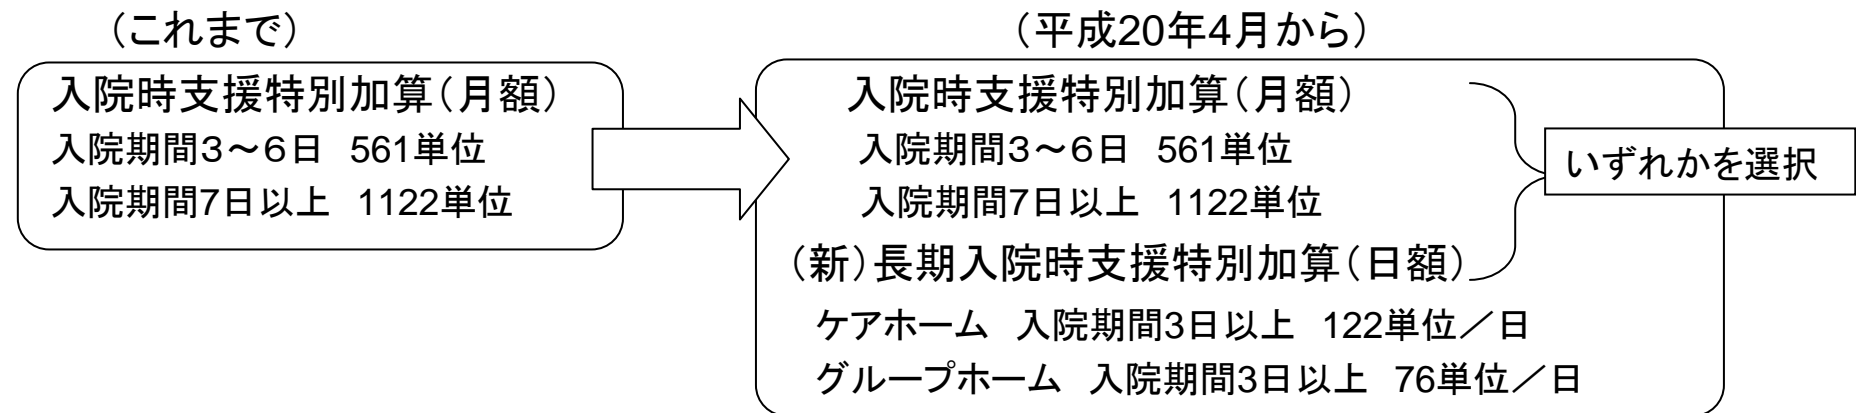 （これまで）
入院時支援特別加算（月額）
入院期間３～６日 561単位
入院期間7日以上 1122単位
（平成20年4月から）
入院時支援特別加算（月額）
入院期間３～６日 561単位
入院期間7日以上 1122単位
（新）長期入院時支援特別加算（日額）
ケアホーム 入院期間3日以上 122単位／日
グループホーム 入院期間3日以上 76単位／日
いずれかを選択